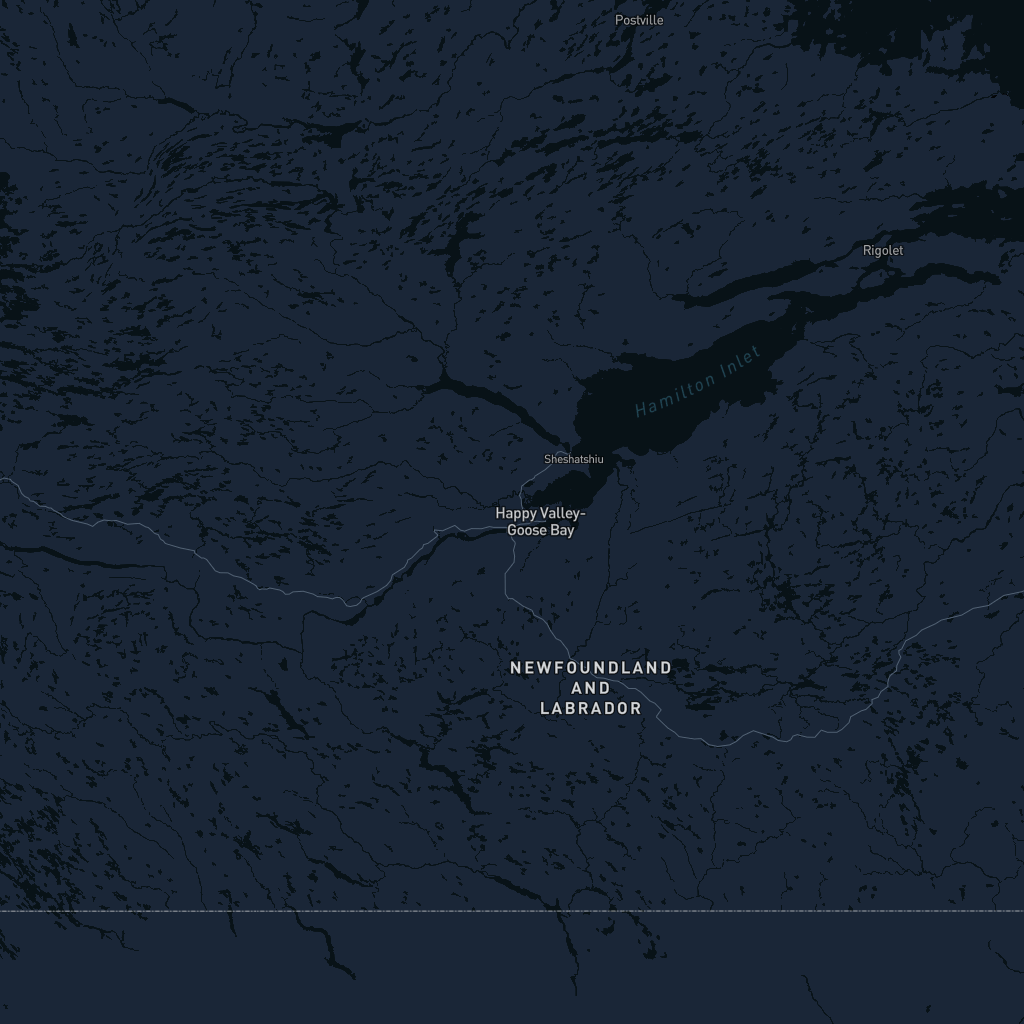 Postville
Rigolet
Hamilton Inlet
Sheshatshiu
Happy Valley-
Goose Bay
NEWFOUNDLAND
AND
LABRADOR